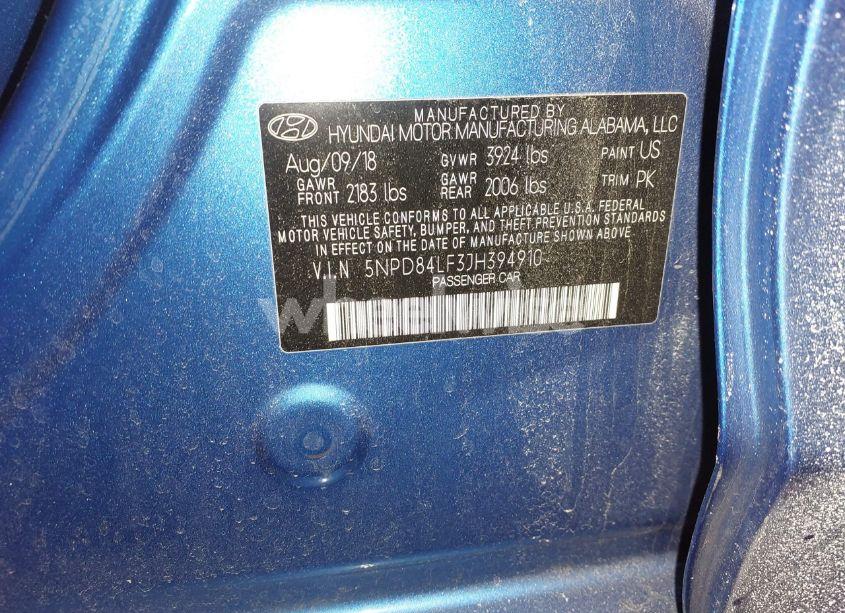 MANUFACTURED BY
HYUNDAI MOTOR MANUFACTURING ALABAMA, LLC
Aug/09/18 GVWR 3924 lbs PAINT US
GAWR FRONT 2183 lbs GAWR REAR 2006 lbs TRIM PK
THIS VEHICLE CONFORMS TO ALL APPLICABLE U.S.A. FEDERAL
MOTOR VEHICLE SAFETY, BUMPER, AND THEFT PREVENTION STANDARDS
IN EFFECT ON THE DATE OF MANUFACTURE SHOWN ABOVE
V.I.N 5NPD84LF3JH394910
PASSENGER CAR